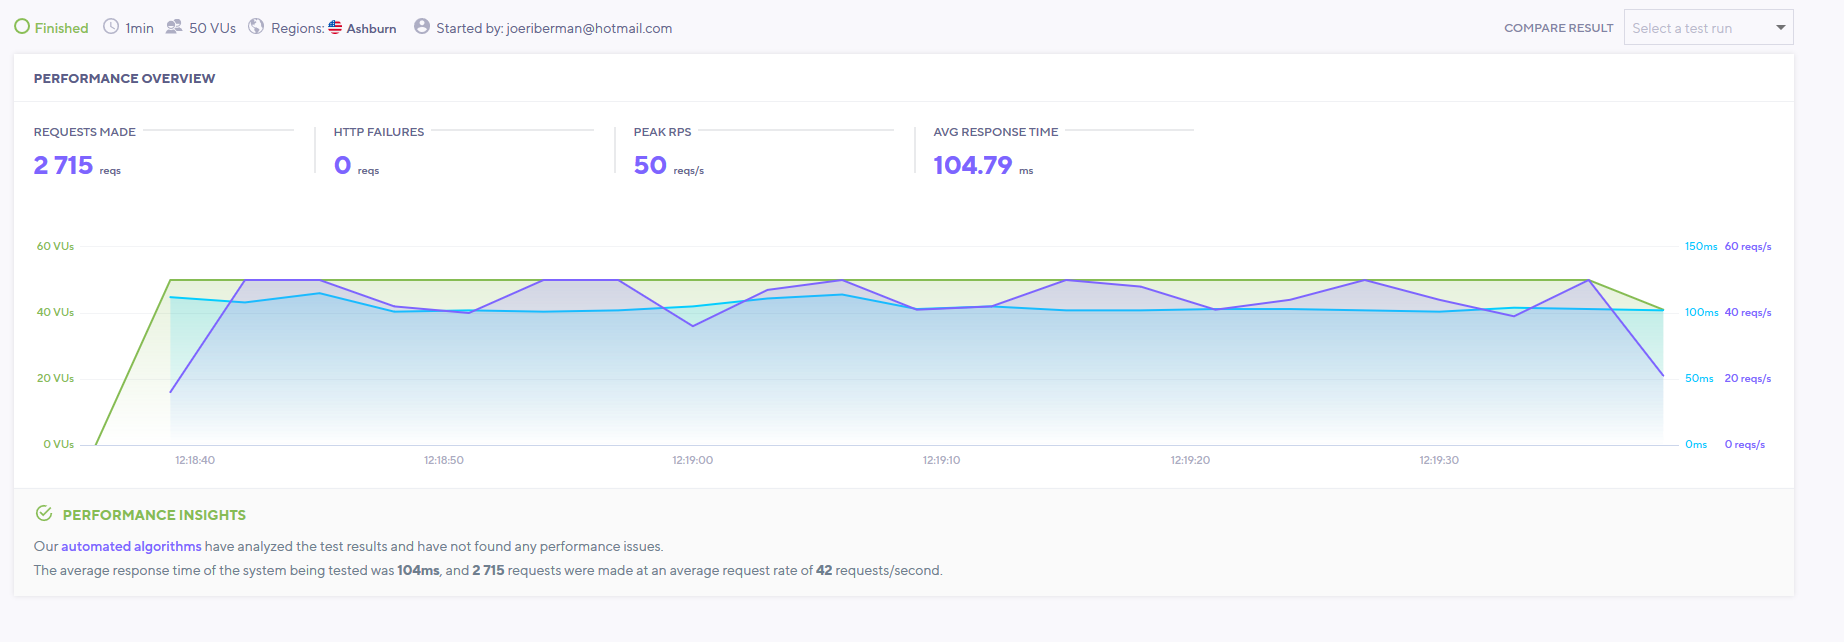 Finished 1min 50 VUs Regions: Ashburn Started by: joeriberman@hotmail.com COMPARE RESULT Select a test run
PERFORMANCE OVERVIEW
REQUESTS MADE HTTP FAILURES PEAK RPS AVG RESPONSE TIME
2 715 reqs 0 reqs 50 reqs/s 104.79 ms
60 VUs 150ms 60 reqs/s
40 VUs 100ms 40 reqs/s
20 VUs 50ms 20 reqs/s
0 VUs 0ms 0 reqs/s
12:18:40 12:18:50 12:19:00 12:19:10 12:19:20 12:19:30
PERFORMANCE INSIGHTS
Our automated algorithms have analyzed the test results and have not found any performance issues.
The average response time of the system being tested was 104ms, and 2 715 requests were made at an average request rate of 42 requests/second.